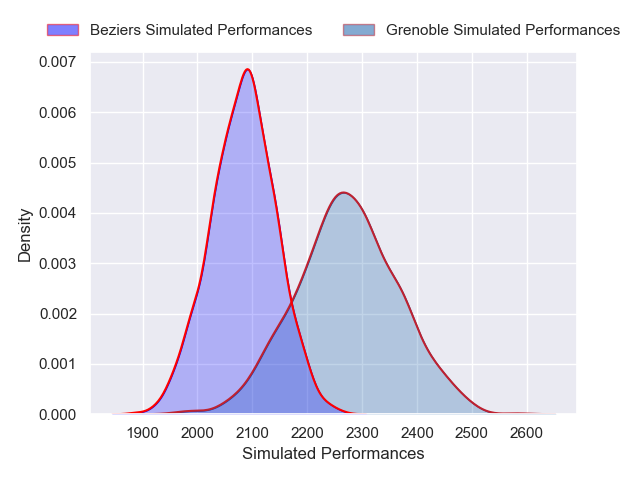 Beziers Simulated Performances Grenoble Simulated Performances
0.007
0.006
0.005
0.004
0.003
0.002
0.001
0.000
Density
1900 2000 2100 2200 2300 2400 2500 2600
Simulated Performances